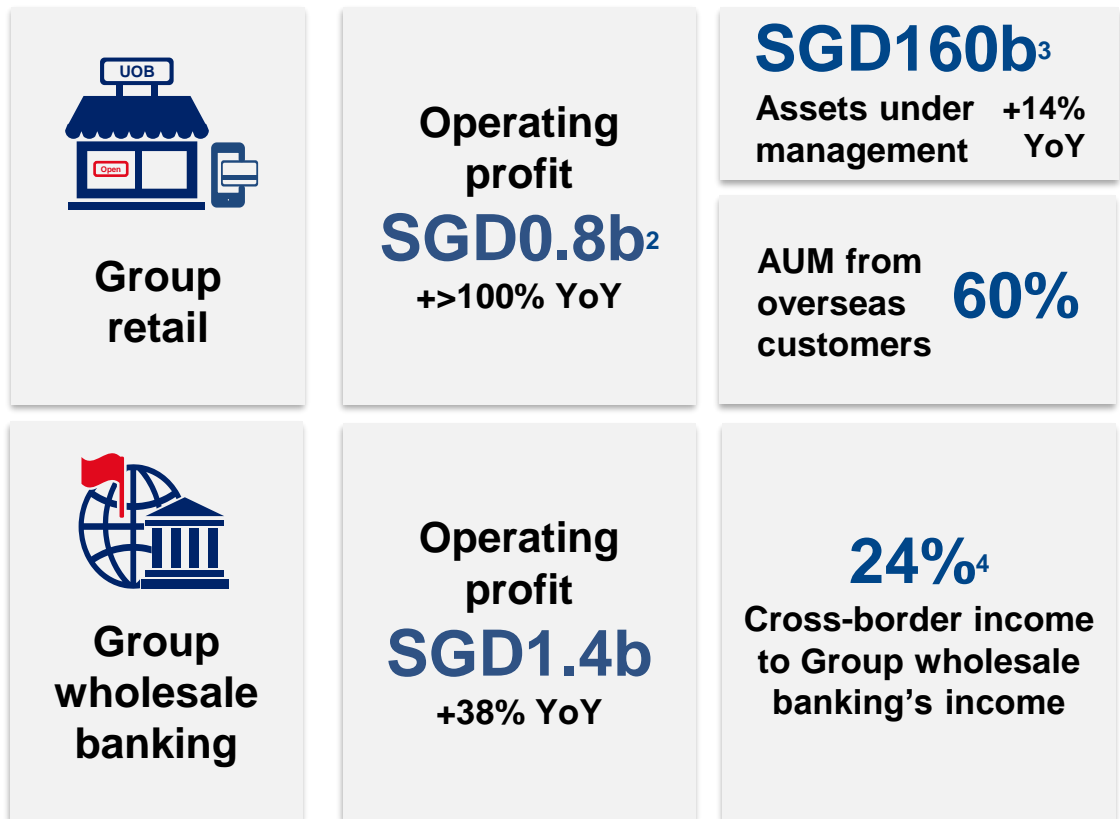 UOB
Open
Group
retail
Operating
profit
SGD0.8b2
+>100% YoY
SGD160b3
Assets under
management
+14%
YoY
AUM from
overseas
customers
60%
Group
wholesale
banking
Operating
profit
SGD1.4b
+38% YoY
24%4
Cross-border income
to Group wholesale
banking’s income